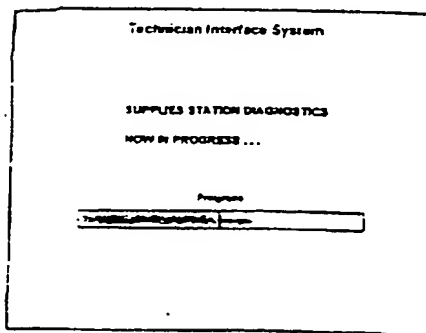 Technician Interface System
SUPPLIES STATION DIAGNOSTICS
NOW IN PROGRESS ...
Progress